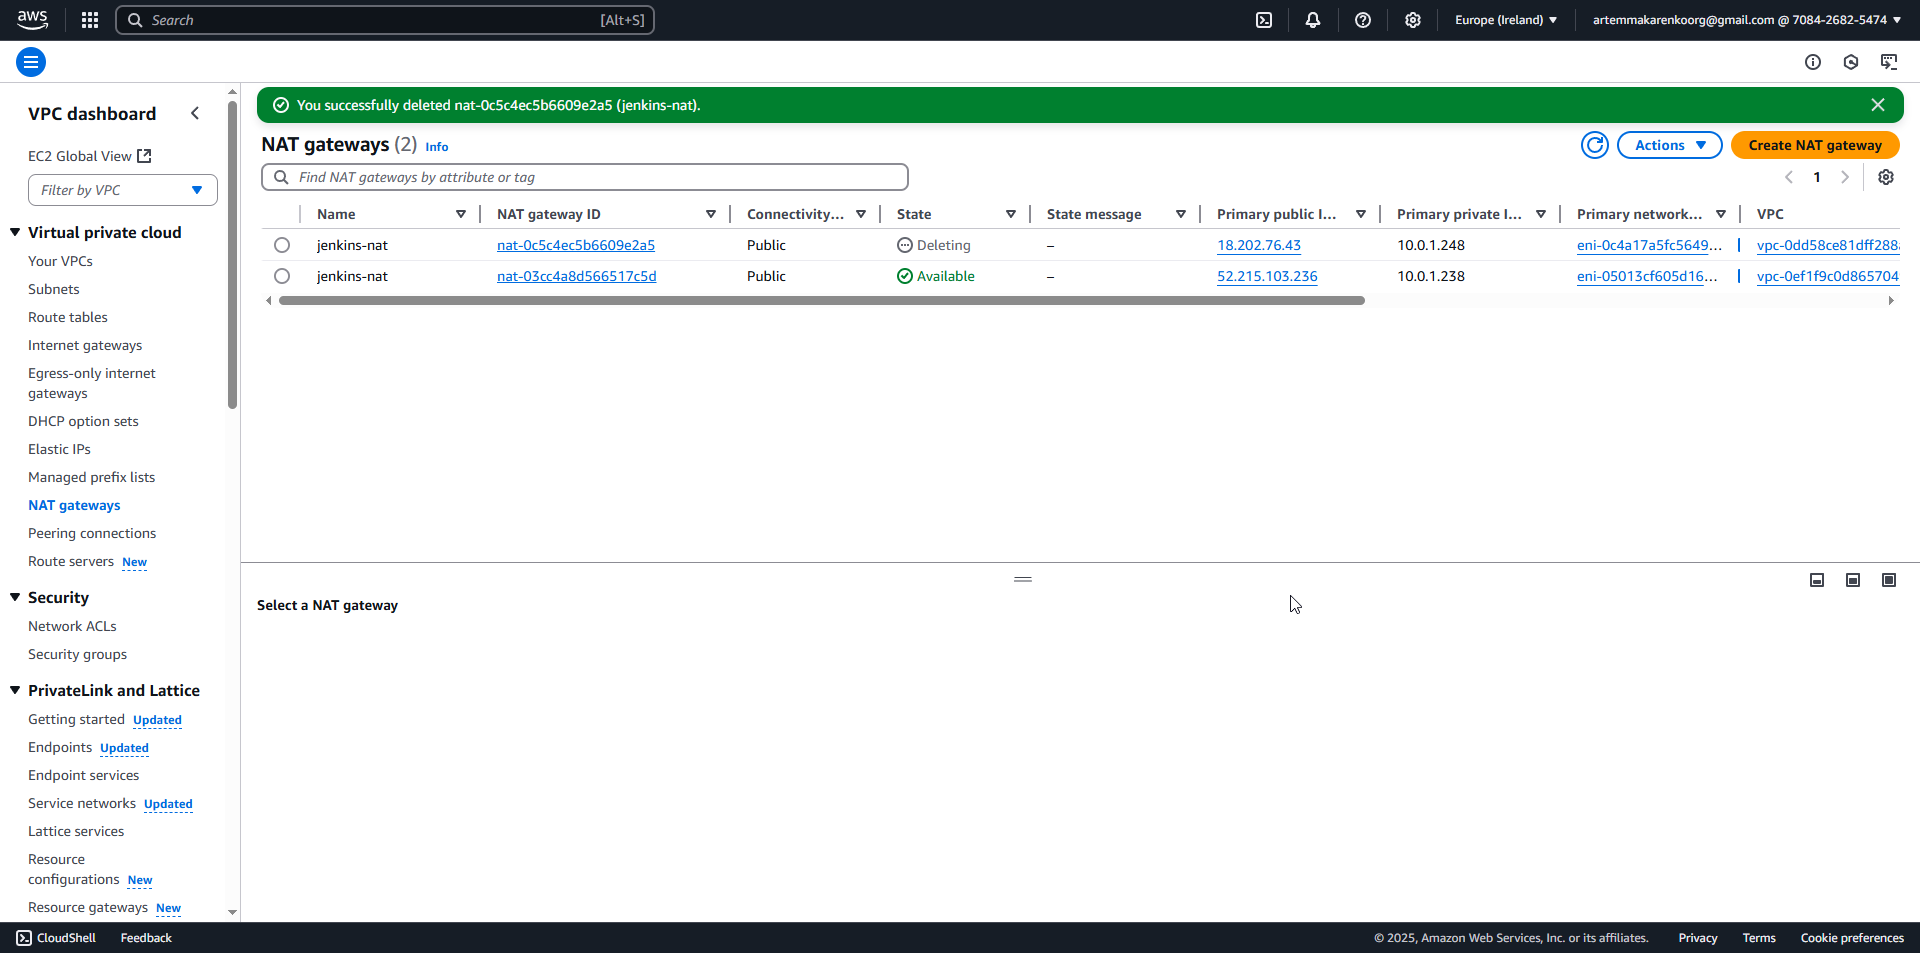 aws
Search [Alt+S]
Europe (Ireland)
artemmakarenkoorg@gmail.com @ 7084-2682-5474
VPC dashboard
EC2 Global View
Filter by VPC
Virtual private cloud
Your VPCs
Subnets
Route tables
Internet gateways
Egress-only internet
gateways
DHCP option sets
Elastic IPs
Managed prefix lists
NAT gateways
Peering connections
Route servers New
Security
Network ACLs
Security groups
PrivateLink and Lattice
Getting started Updated
Endpoints Updated
Endpoint services
Service networks Updated
Lattice services
Resource
configurations New
Resource gateways New
You successfully deleted nat-0c5c4ec5b6609e2a5 (jenkins-nat).
NAT gateways (2) Info
Actions
Create NAT gateway
Find NAT gateways by attribute or tag
1
Name NAT gateway ID Connectivity... State State message Primary public I... Primary private I... Primary network... VPC
jenkins-nat nat-0c5c4ec5b6609e2a5 Public Deleting – 18.202.76.43 10.0.1.248 eni-0c4a17a5fc5649... vpc-0dd58ce81dff288
jenkins-nat nat-03cc4a8d566517c5d Public Available – 52.215.103.236 10.0.1.238 eni-05013cf605d16... vpc-0ef1f9c0d865704
Select a NAT gateway
CloudShell Feedback
© 2025, Amazon Web Services, Inc. or its affiliates. Privacy Terms Cookie preferences